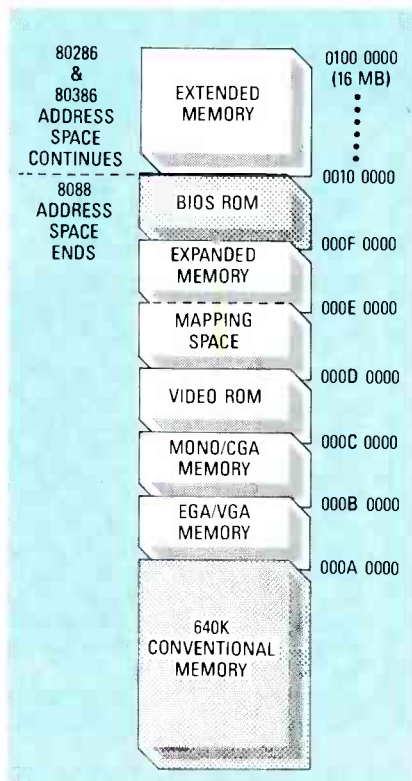 80286
&
80386
ADDRESS
SPACE
CONTINUES
8088
ADDRESS
SPACE
ENDS
EXTENDED
MEMORY
BIOS ROM
EXPANDED
MEMORY
MAPPING
SPACE
VIDEO ROM
MONO/CGA
MEMORY
EGA/VGA
MEMORY
640K
CONVENTIONAL
MEMORY
0100 0000
(16 MB)
0010 0000
000F 0000
000E 0000
000D 0000
000C 0000
000B 0000
000A 0000